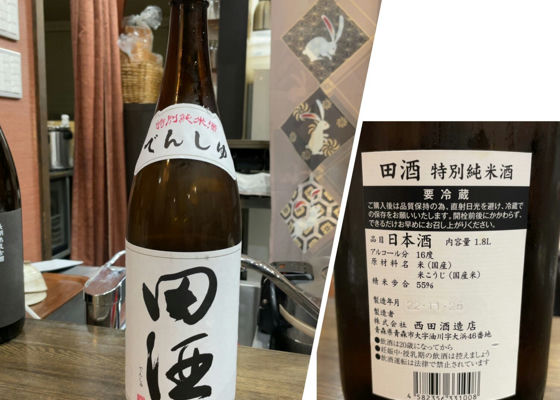 特別純米酒
でんしゅ
田酒
田酒 特別純米酒
要冷蔵
ご購入後は品質保持の為、直射日光を避け、冷蔵で
の保存をお願いいたします。開栓前後にかかわらず、
できるだけお早めにお召し上がりください。
品目 日本酒 内容量 1.8L
アルコール分 16度
原材料名 米(国産)
米こうじ(国産米)
精米歩合 55%
製造年月 22.11.26
製造者
株式会社 西田酒造店
青森県青森市大字油川字大浜46番地
●飲酒は20歳になってから
●妊娠中・授乳期の飲酒は控えましょう
●飲酒運転は法律で禁止されています
4 582356 331008